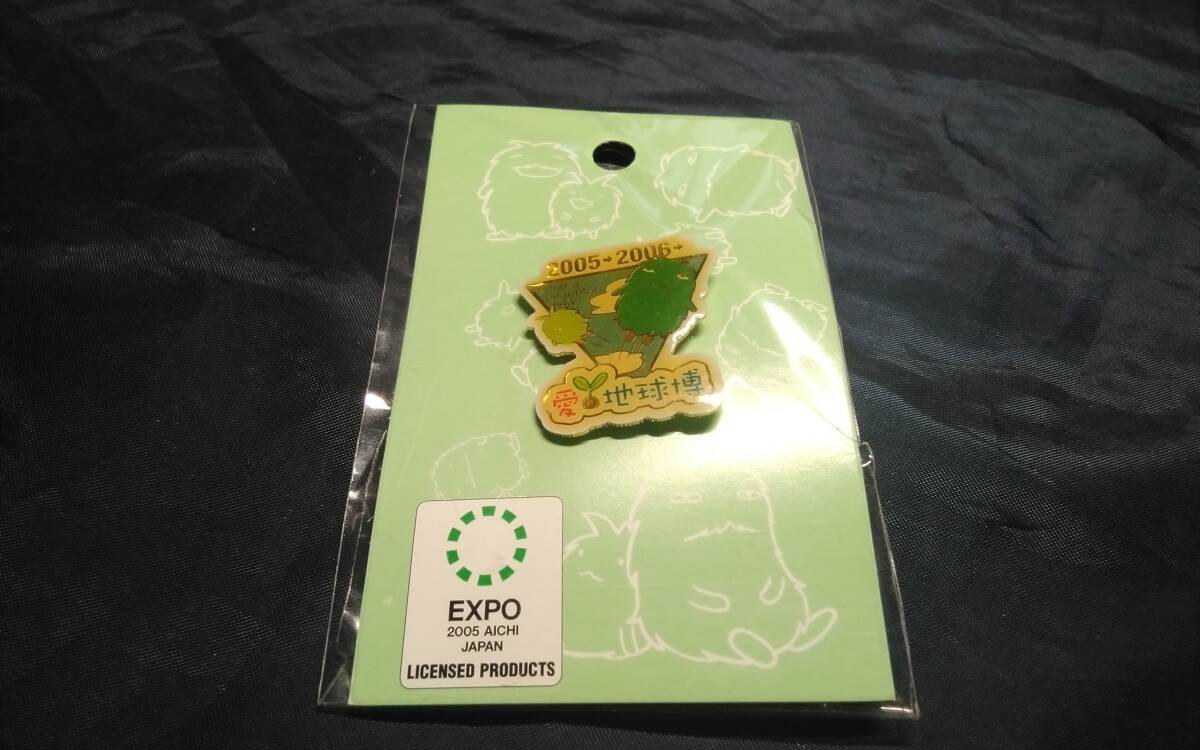 2005→2006→
愛・地球博
EXPO
2005 AICHI
JAPAN
LICENSED PRODUCTS